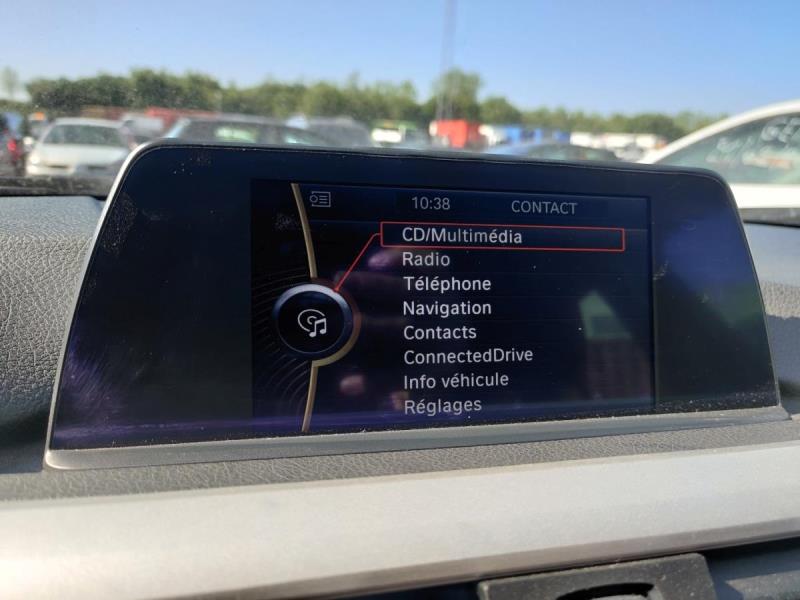 10:38 CONTACT
CD/Multimédia
Radio
Téléphone
Navigation
Contacts
ConnectedDrive
Info véhicule
Réglages